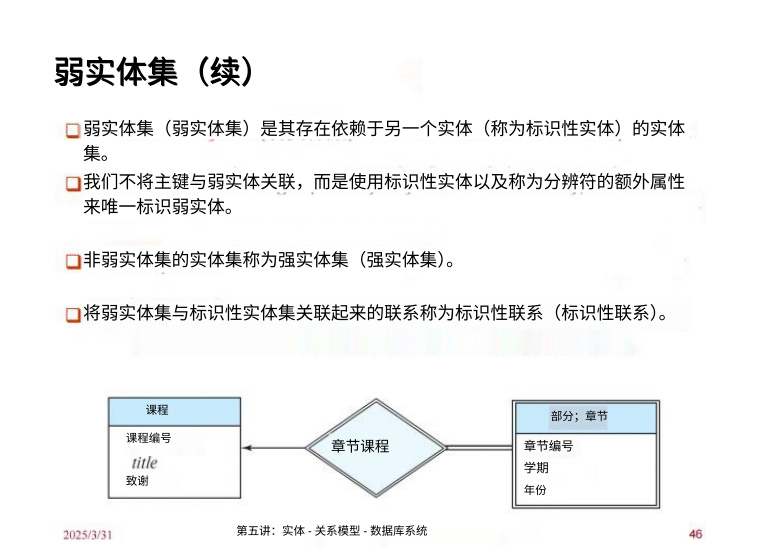 弱实体集（续）
弱实体集（弱实体集）是其存在依赖于另一个实体（称为标识性实体）的实体
集。
我们不将主键与弱实体关联，而是使用标识性实体以及称为分辨符的额外属性
来唯一标识弱实体。
非弱实体集的实体集称为强实体集（强实体集）。
将弱实体集与标识性实体集关联起来的联系称为标识性联系（标识性联系）。
课程
课程编号
title
致谢
章节课程
部分；章节
章节编号
学期
年份
2025/3/31
第五讲：实体 - 关系模型 - 数据库系统
46